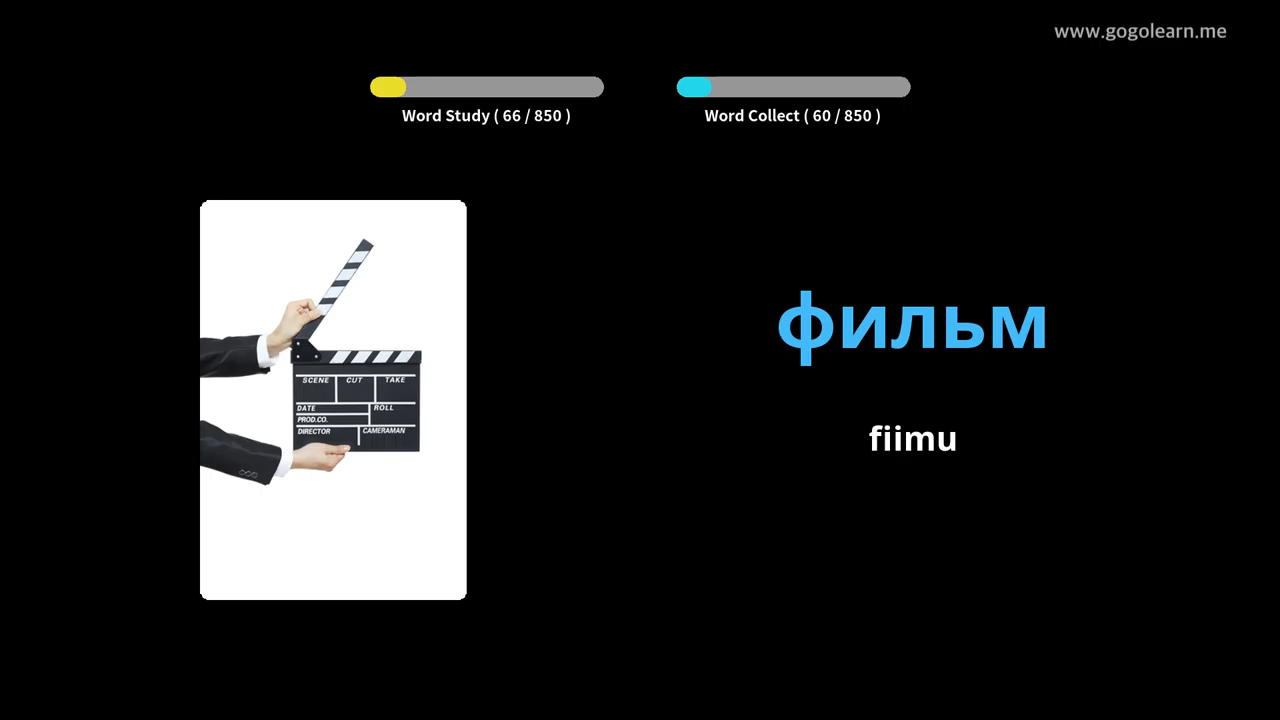 www.gogolearn.me
Word Study ( 66 / 850 )
Word Collect ( 60 / 850 )
SCENE
CUT
TAKE
DATE
ROLL
PROD.CO.
DIRECTOR
CAMERAMAN
фильм
fiimu